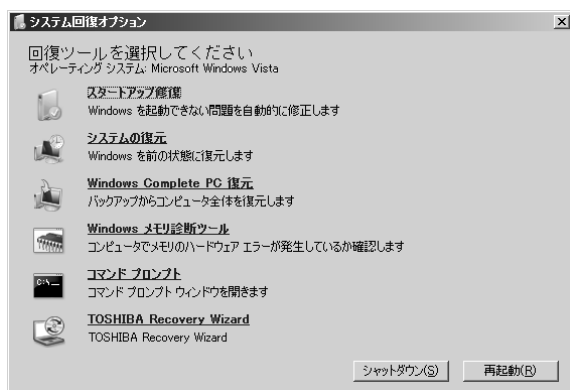 システム回復オプション
回復ツールを選択してください
オペレーティング システム: Microsoft Windows Vista
スタートアップ修復
Windows を起動できない問題を自動的に修正します
システムの復元
Windows を前の状態に復元します
Windows Complete PC 復元
バックアップからコンピュータ全体を復元します
Windows メモリ診断ツール
コンピュータでメモリのハードウェア エラーが発生しているか確認します
C:\_
コマンド プロンプト
コマンド プロンプト ウィンドウを開きます
TOSHIBA Recovery Wizard
TOSHIBA Recovery Wizard
シャットダウン(S) 再起動(R)